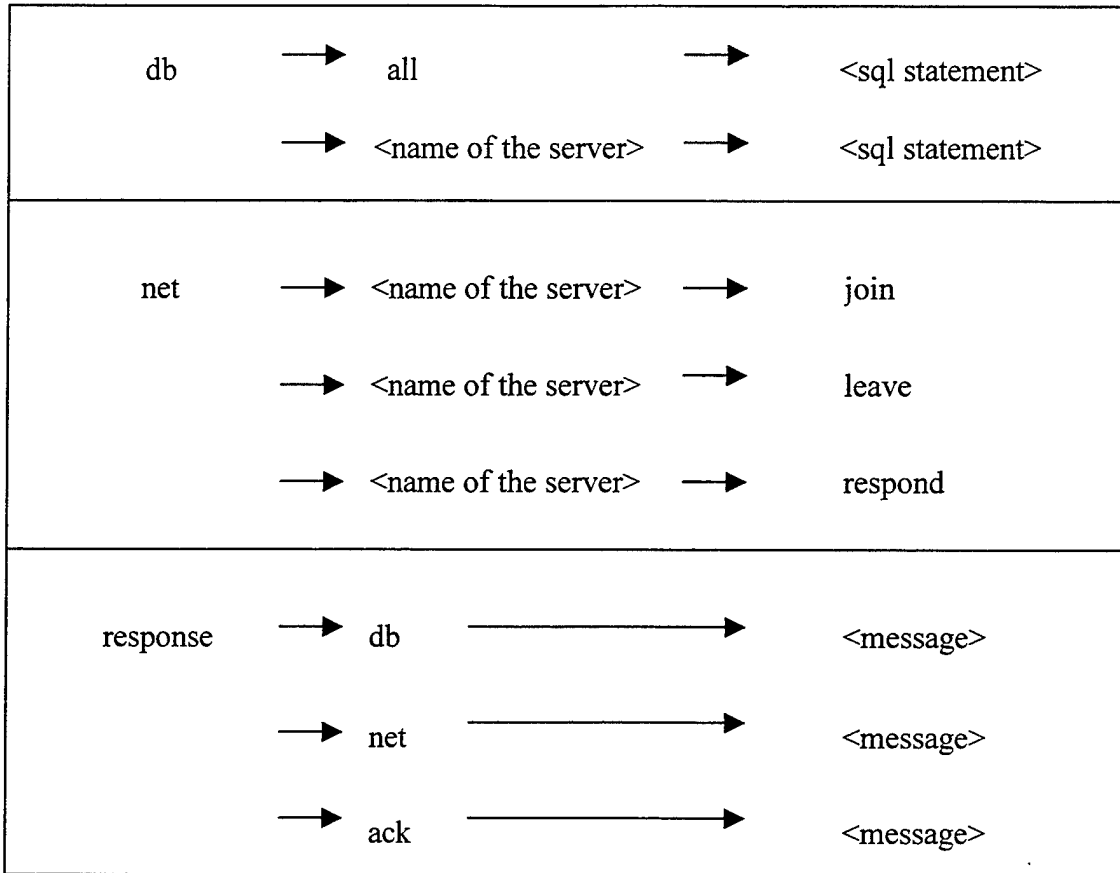 db all <sql statement>
<name of the server> <sql statement>
net <name of the server> join
<name of the server> leave
<name of the server> respond
response db <message>
net <message>
ack <message>